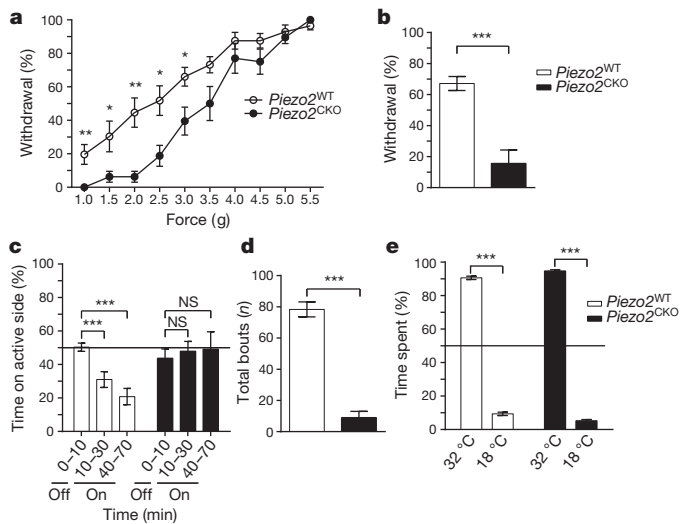 a
Withdrawal (%)
100
80
60
40
20
0
**
*
**
*
*
Piezo2WT
Piezo2CKO
1.0 1.5 2.0 2.5 3.0 3.5 4.0 4.5 5.0 5.5
Force (g)
b
Withdrawal (%)
100
80
60
40
20
0
***
Piezo2WT
Piezo2CKO
c
Time on active side (%)
100
80
60
40
20
0
***
***
NS
NS
0–10 10–30 40–70 0–10 10–30 40–70
Off On Off On
Time (min)
d
Total bouts (n)
100
80
60
40
20
0
***
e
Time spent (%)
100
80
60
40
20
0
***
***
Piezo2WT
Piezo2CKO
32 °C 18 °C 32 °C 18 °C